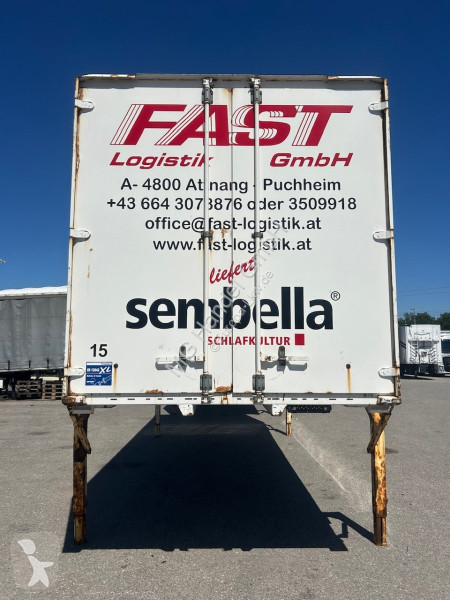 FAST
Logistik GmbH
A- 4800 Attnang - Puchheim
+43 664 3073876 oder 3509918
office@fast-logistik.at
www.fast-logistik.at
liefert
sembella®
SCHLAFKULTUR
15
XL